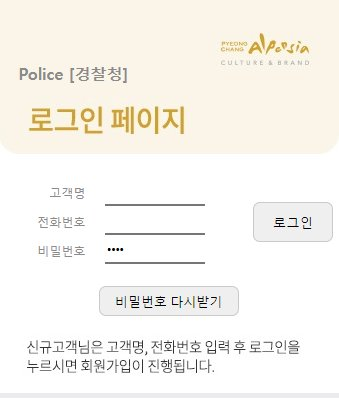 PYEONG
CHANG
Alpensia
CULTURE & BRAND
Police [경찰청]
로그인 페이지
고객명
전화번호
비밀번호 ••••
로그인
비밀번호 다시받기
신규고객님은 고객명, 전화번호 입력 후 로그인을
누르시면 회원가입이 진행됩니다.